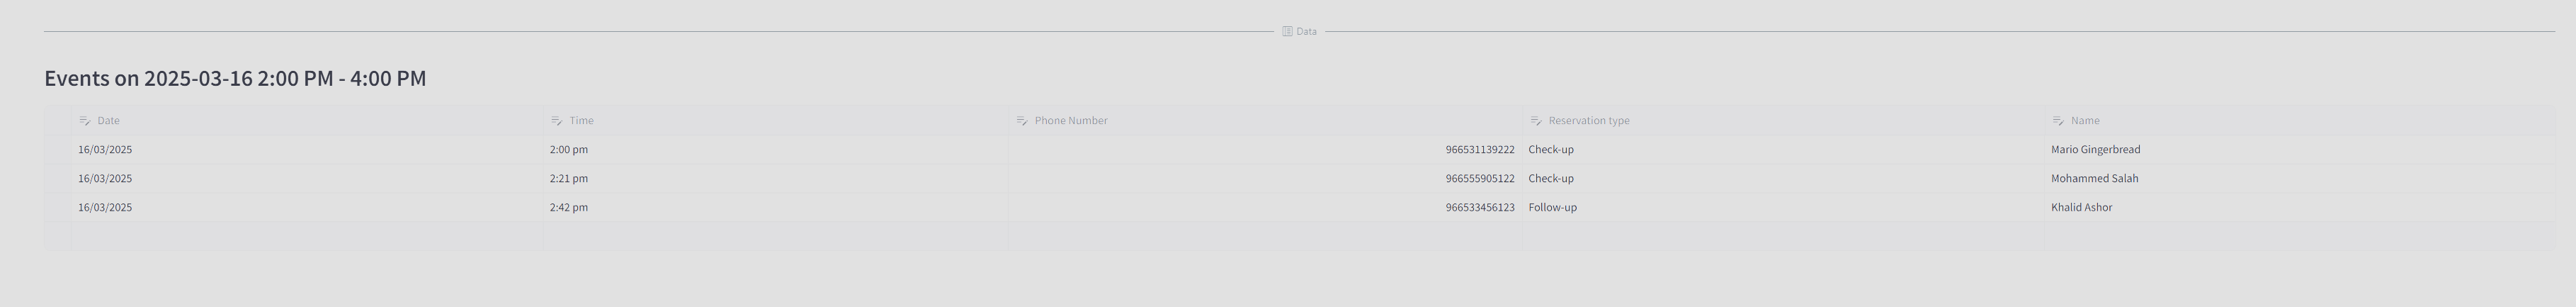 Data
Events on 2025-03-16 2:00 PM - 4:00 PM
Date Time Phone Number Reservation type Name
16/03/2025 2:00 pm 966531139222 Check-up Mario Gingerbread
16/03/2025 2:21 pm 966555905122 Check-up Mohammed Salah
16/03/2025 2:42 pm 966533456123 Follow-up Khalid Ashor